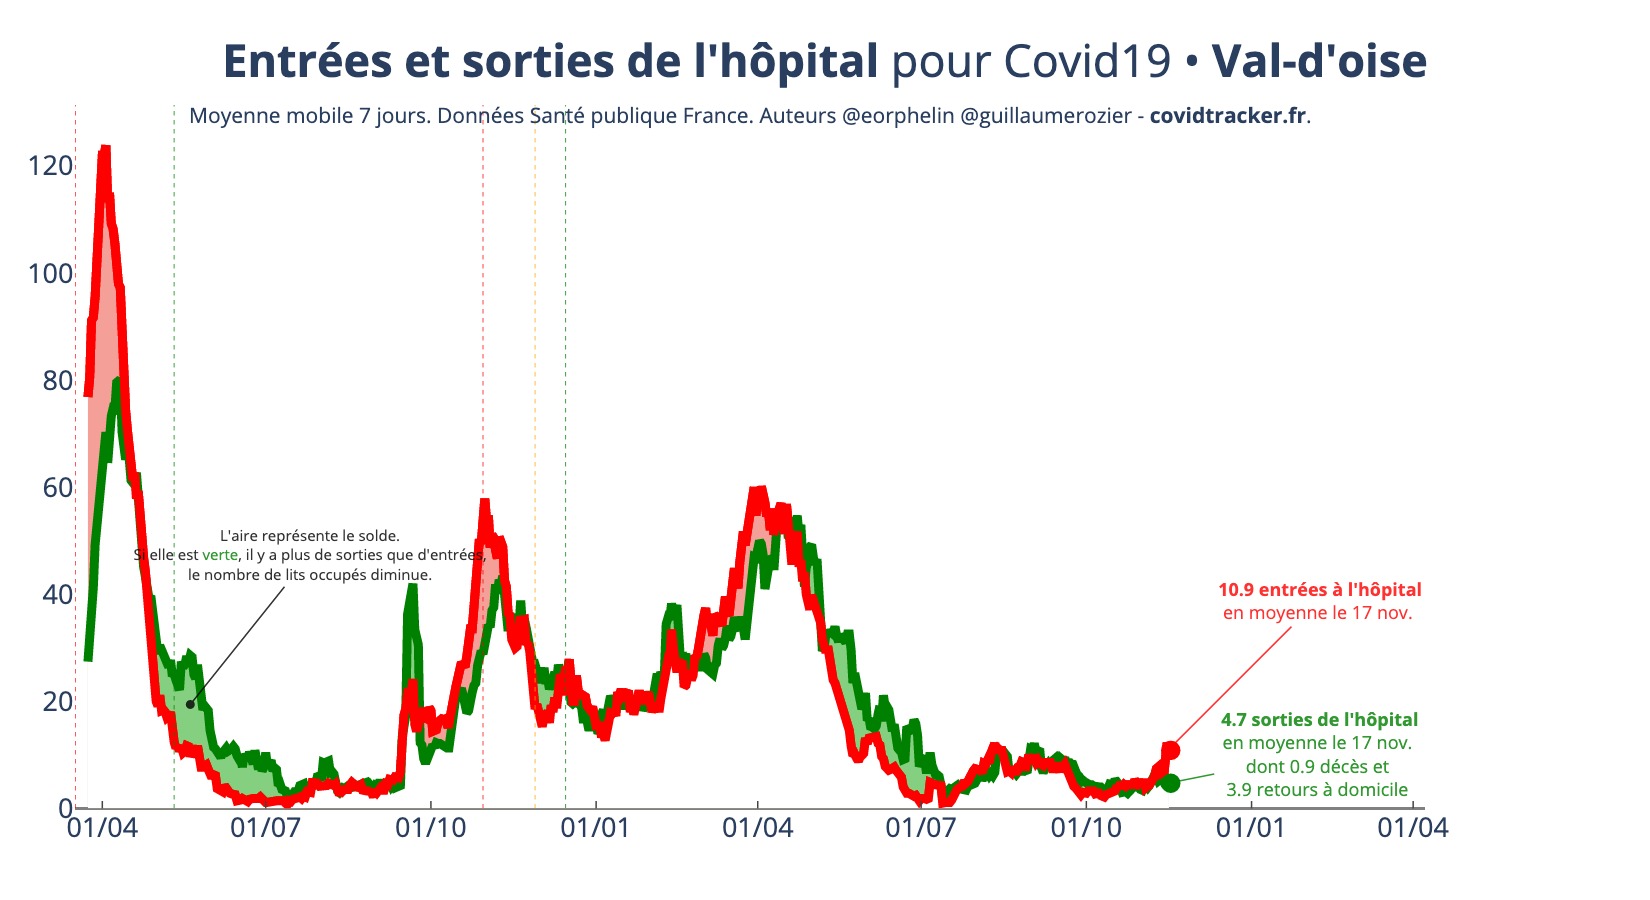 Entrées et sorties de l'hôpital pour Covid19 • Val-d'oise
Moyenne mobile 7 jours. Données Santé publique France. Auteurs @eorphelin @guillaumerozier - covidtracker.fr.
120
100
80
60
40
20
0
L'aire représente le solde.
Si elle est verte, il y a plus de sorties que d'entrées,
le nombre de lits occupés diminue.
10.9 entrées à l'hôpital
en moyenne le 17 nov.
4.7 sorties de l'hôpital
en moyenne le 17 nov.
dont 0.9 décès et
3.9 retours à domicile
01/04 01/07 01/10 01/01 01/04 01/07 01/10 01/01 01/04